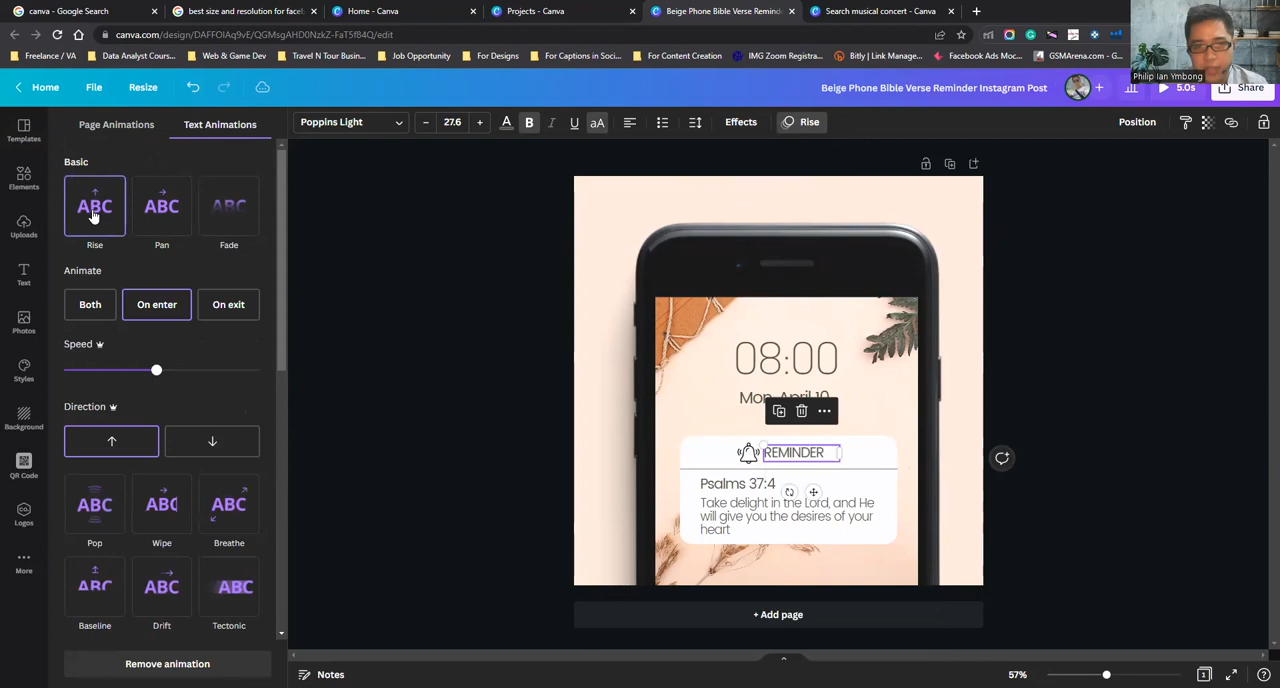 canva - Google Search
best size and resolution for facel
Home - Canva
Projects - Canva
Beige Phone Bible Verse Remind
Search musical concert - Canva
canva.com/design/DAFFOIAq9vE/QGMsgAHD0NzkZ-FaT5f84Q/edit
Freelance / VA
Data Analyst Cours...
Web & Game Dev
Travel N Tour Busin...
Job Opportunity
For Designs
For Captions in Soci...
For Content Creation
IMG Zoom Registra...
Bitly | Link Manage...
Facebook Ads Moc...
GSMArena.com - G...
Philip Ian Ymbong
Home
File
Resize
Beige Phone Bible Verse Reminder Instagram Post
5.0s
Share
Templates
Elements
Uploads
Text
Photos
Styles
Background
QR Code
Logos
More
Page Animations
Text Animations
Poppins Light
27.6
A
B
I
U
aA
Effects
Rise
Position
Basic
ABC
ABC
ABC
Rise
Pan
Fade
Animate
Both
On enter
On exit
Speed
Direction
ABC
ABC
ABC
Pop
Wipe
Breathe
ABC
ABC
ABC
Baseline
Drift
Tectonic
Remove animation
08:00
Mon, April 10
REMINDER
Psalms 37:4
Take delight in the Lord, and He
will give you the desires of your
heart
+ Add page
Notes
57%
1